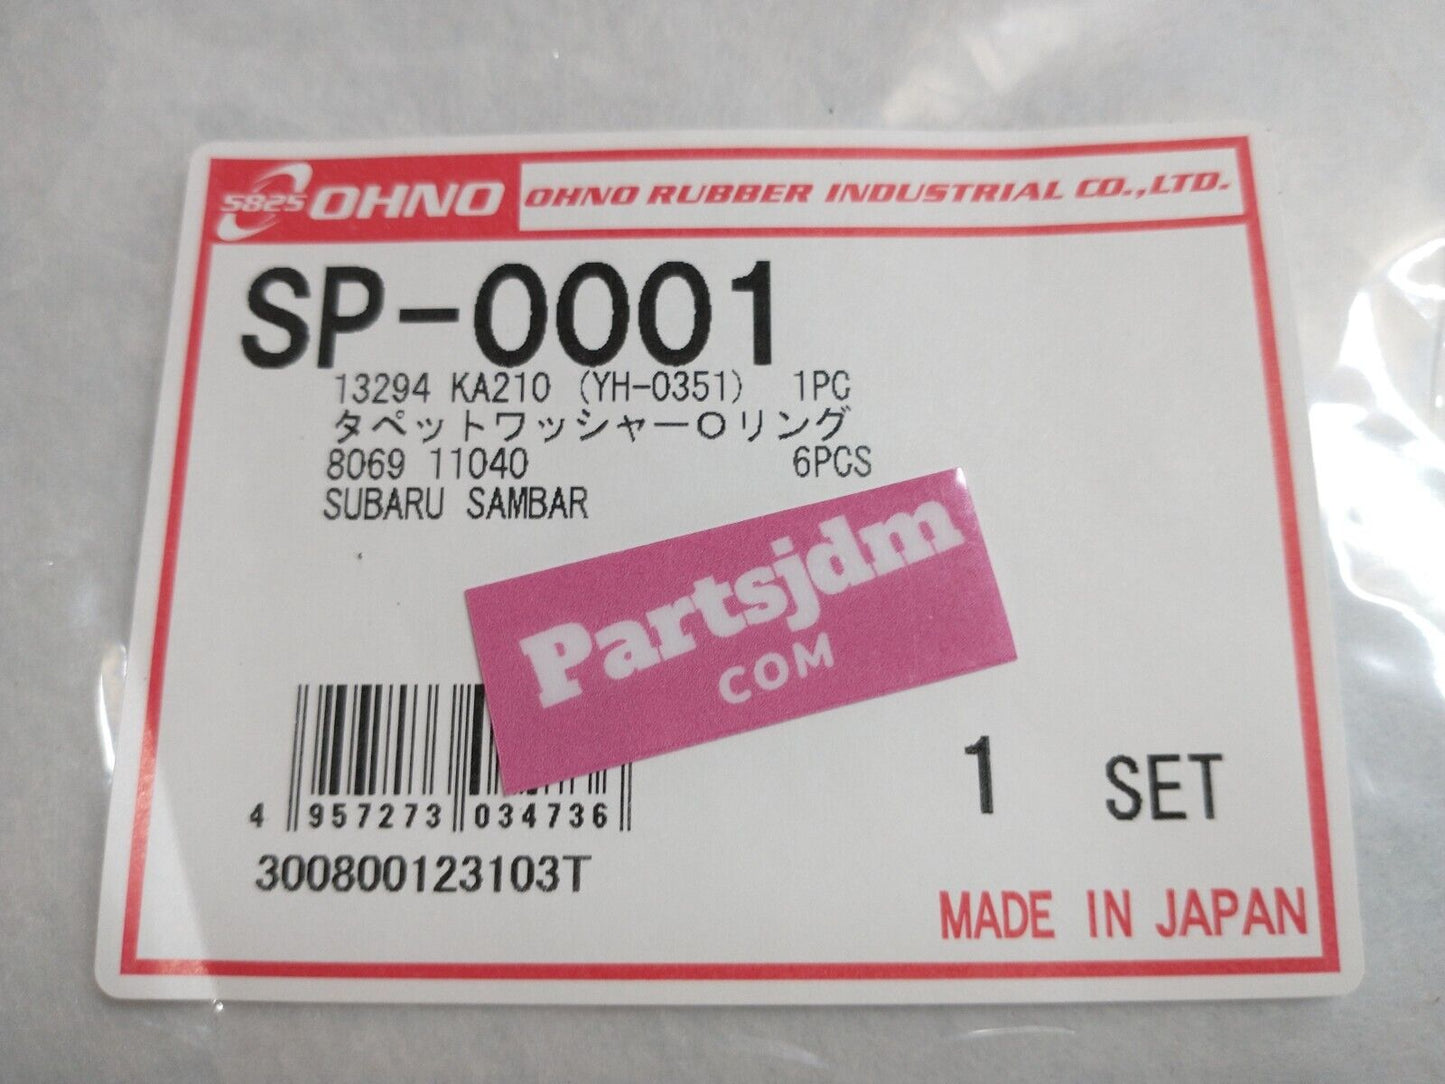 5825 OHNO OHNO RUBBER INDUSTRIAL CO.,LTD.
SP-0001
13294 KA210 (YH-0351) 1PC
タペットワッシャーOリング
8069 11040 6PCS
SUBARU SAMBAR
Partsjdm
COM
4 957273 034736
1 SET
300800123103T
MADE IN JAPAN